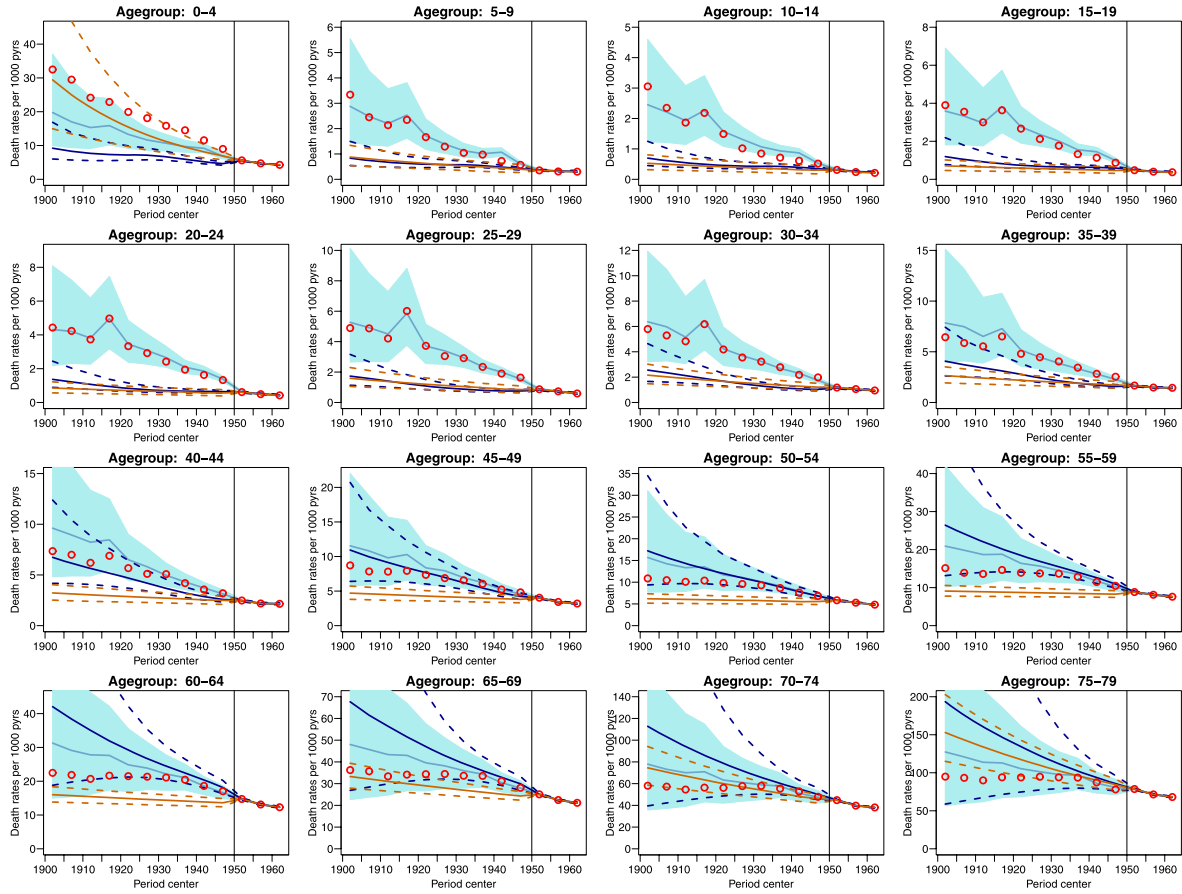 Agegroup: 0–4
Death rates per 1000 pyrs
40
30
20
10
0
1900 1910 1920 1930 1940 1950 1960
Period center
Agegroup: 5–9
Death rates per 1000 pyrs
6
5
4
3
2
1
0
1900 1910 1920 1930 1940 1950 1960
Period center
Agegroup: 10–14
Death rates per 1000 pyrs
5
4
3
2
1
0
1900 1910 1920 1930 1940 1950 1960
Period center
Agegroup: 15–19
Death rates per 1000 pyrs
8
6
4
2
0
1900 1910 1920 1930 1940 1950 1960
Period center
Agegroup: 20–24
Death rates per 1000 pyrs
8
6
4
2
0
1900 1910 1920 1930 1940 1950 1960
Period center
Agegroup: 25–29
Death rates per 1000 pyrs
10
8
6
4
2
0
1900 1910 1920 1930 1940 1950 1960
Period center
Agegroup: 30–34
Death rates per 1000 pyrs
12
10
8
6
4
2
0
1900 1910 1920 1930 1940 1950 1960
Period center
Agegroup: 35–39
Death rates per 1000 pyrs
15
10
5
0
1900 1910 1920 1930 1940 1950 1960
Period center
Agegroup: 40–44
Death rates per 1000 pyrs
15
10
5
0
1900 1910 1920 1930 1940 1950 1960
Period center
Agegroup: 45–49
Death rates per 1000 pyrs
20
15
10
5
0
1900 1910 1920 1930 1940 1950 1960
Period center
Agegroup: 50–54
Death rates per 1000 pyrs
35
30
25
20
15
10
5
0
1900 1910 1920 1930 1940 1950 1960
Period center
Agegroup: 55–59
Death rates per 1000 pyrs
40
30
20
10
0
1900 1910 1920 1930 1940 1950 1960
Period center
Agegroup: 60–64
Death rates per 1000 pyrs
40
30
20
10
0
1900 1910 1920 1930 1940 1950 1960
Period center
Agegroup: 65–69
Death rates per 1000 pyrs
70
60
50
40
30
20
10
0
1900 1910 1920 1930 1940 1950 1960
Period center
Agegroup: 70–74
Death rates per 1000 pyrs
140
120
100
80
60
40
20
0
1900 1910 1920 1930 1940 1950 1960
Period center
Agegroup: 75–79
Death rates per 1000 pyrs
200
150
100
50
0
1900 1910 1920 1930 1940 1950 1960
Period center